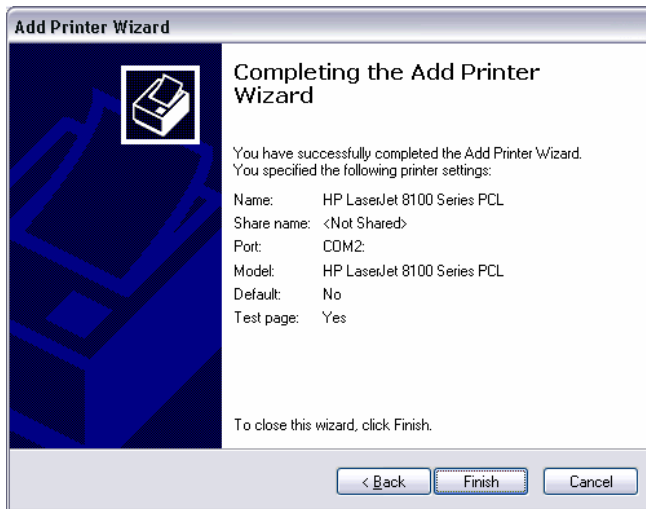 Add Printer Wizard
Completing the Add Printer
Wizard
You have successfully completed the Add Printer Wizard.
You specified the following printer settings:
Name: HP LaserJet 8100 Series PCL
Share name: <Not Shared>
Port: COM2:
Model: HP LaserJet 8100 Series PCL
Default: No
Test page: Yes
To close this wizard, click Finish.
< Back Finish Cancel